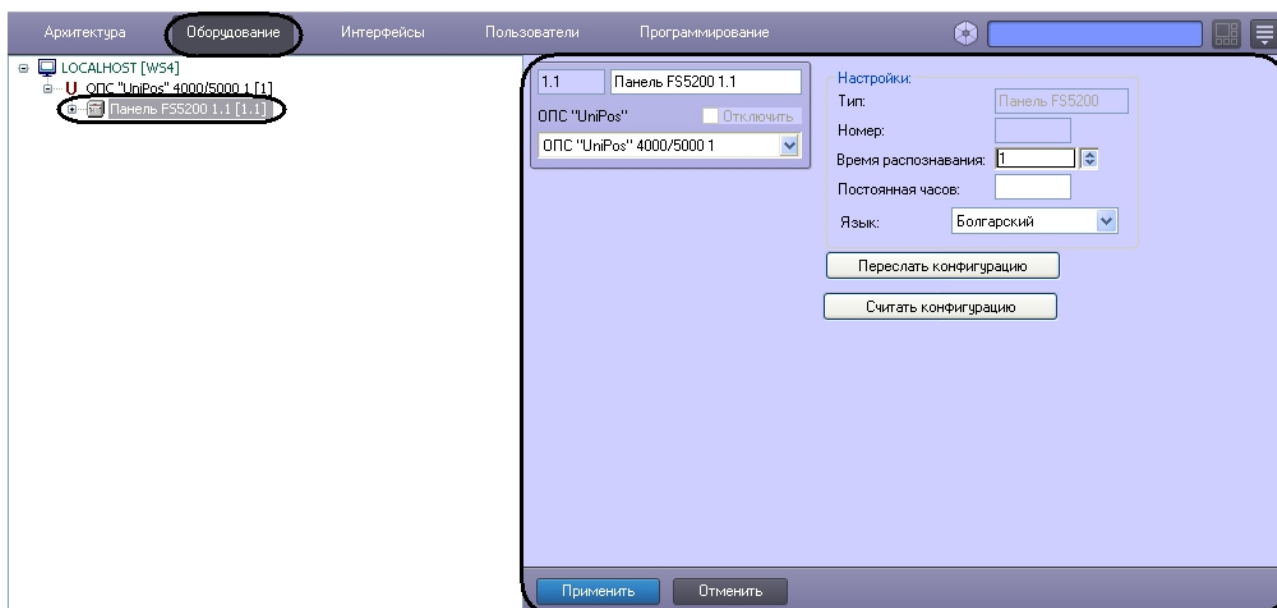 Архитектура Оборудование Интерфейсы Пользователи Программирование
LOCALHOST [WS4]
ОПС "UniPos" 4000/5000 1 [1]
Панель FS5200 1.1 [1.1]
1.1 Панель FS5200 1.1
ОПС "UniPos" Отключить
ОПС "UniPos" 4000/5000 1
Настройки:
Тип: Панель FS5200
Номер:
Время распознавания: 1
Постоянная часов:
Язык: Болгарский
Переслать конфигурацию
Считать конфигурацию
Применить Отменить